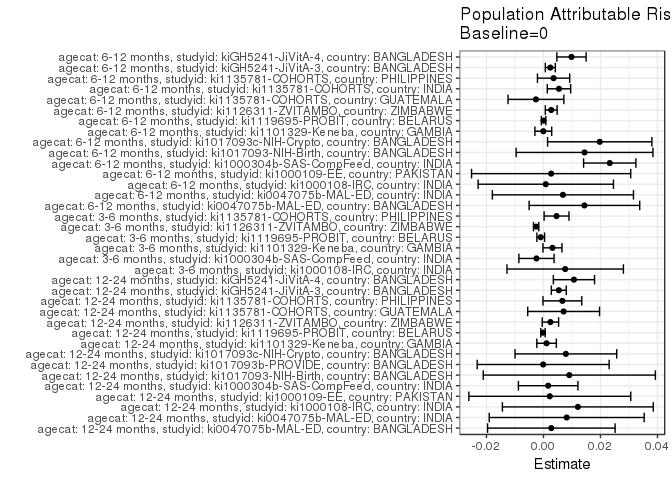 Population Attributable Ris
Baseline=0
agecat: 6-12 months, studyid: kiGH5241-JiVitA-4, country: BANGLADESH
agecat: 6-12 months, studyid: kiGH5241-JiVitA-3, country: BANGLADESH
agecat: 6-12 months, studyid: ki1135781-COHORTS, country: PHILIPPINES
agecat: 6-12 months, studyid: ki1135781-COHORTS, country: INDIA
agecat: 6-12 months, studyid: ki1135781-COHORTS, country: GUATEMALA
agecat: 6-12 months, studyid: ki1126311-ZVITAMBO, country: ZIMBABWE
agecat: 6-12 months, studyid: ki1119695-PROBIT, country: BELARUS
agecat: 6-12 months, studyid: ki1101329-Keneba, country: GAMBIA
agecat: 6-12 months, studyid: ki1017093c-NIH-Crypto, country: BANGLADESH
agecat: 6-12 months, studyid: ki1017093-NIH-Birth, country: BANGLADESH
agecat: 6-12 months, studyid: ki1000304b-SAS-CompFeed, country: INDIA
agecat: 6-12 months, studyid: ki1000109-EE, country: PAKISTAN
agecat: 6-12 months, studyid: ki1000108-IRC, country: INDIA
agecat: 6-12 months, studyid: ki0047075b-MAL-ED, country: INDIA
agecat: 6-12 months, studyid: ki0047075b-MAL-ED, country: BANGLADESH
agecat: 3-6 months, studyid: ki1135781-COHORTS, country: PHILIPPINES
agecat: 3-6 months, studyid: ki1126311-ZVITAMBO, country: ZIMBABWE
agecat: 3-6 months, studyid: ki1119695-PROBIT, country: BELARUS
agecat: 3-6 months, studyid: ki1101329-Keneba, country: GAMBIA
agecat: 3-6 months, studyid: ki1000304b-SAS-CompFeed, country: INDIA
agecat: 3-6 months, studyid: ki1000108-IRC, country: INDIA
agecat: 12-24 months, studyid: kiGH5241-JiVitA-4, country: BANGLADESH
agecat: 12-24 months, studyid: kiGH5241-JiVitA-3, country: BANGLADESH
agecat: 12-24 months, studyid: ki1135781-COHORTS, country: PHILIPPINES
agecat: 12-24 months, studyid: ki1135781-COHORTS, country: GUATEMALA
agecat: 12-24 months, studyid: ki1126311-ZVITAMBO, country: ZIMBABWE
agecat: 12-24 months, studyid: ki1119695-PROBIT, country: BELARUS
agecat: 12-24 months, studyid: ki1101329-Keneba, country: GAMBIA
agecat: 12-24 months, studyid: ki1017093c-NIH-Crypto, country: BANGLADESH
agecat: 12-24 months, studyid: ki1017093b-PROVIDE, country: BANGLADESH
agecat: 12-24 months, studyid: ki1017093-NIH-Birth, country: BANGLADESH
agecat: 12-24 months, studyid: ki1000304b-SAS-CompFeed, country: INDIA
agecat: 12-24 months, studyid: ki1000109-EE, country: PAKISTAN
agecat: 12-24 months, studyid: ki1000108-IRC, country: INDIA
agecat: 12-24 months, studyid: ki0047075b-MAL-ED, country: INDIA
agecat: 12-24 months, studyid: ki0047075b-MAL-ED, country: BANGLADESH
-0.02 0.00 0.02 0.04
Estimate